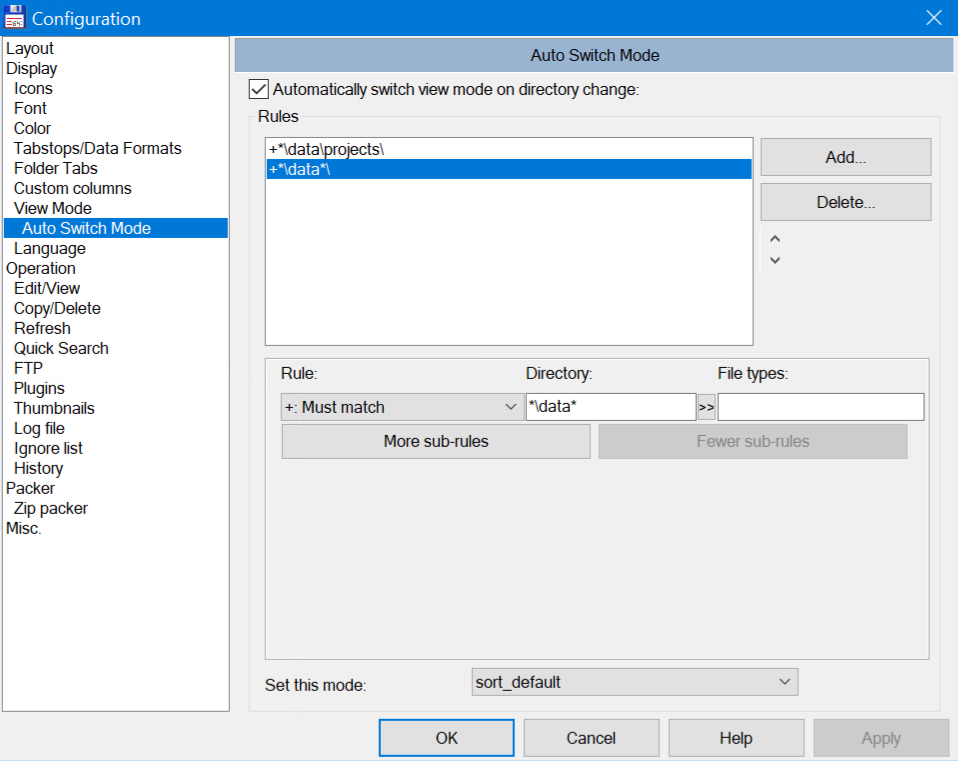 Configuration
Layout
Display
Icons
Font
Color
Tabstops/Data Formats
Folder Tabs
Custom columns
View Mode
Auto Switch Mode
Language
Operation
Edit/View
Copy/Delete
Refresh
Quick Search
FTP
Plugins
Thumbnails
Log file
Ignore list
History
Packer
Zip packer
Misc.
Auto Switch Mode
Automatically switch view mode on directory change:
Rules
+*\data\projects\
+*\data*\
Add...
Delete...
Rule: Directory: File types:
+: Must match *\data* >>
More sub-rules Fewer sub-rules
Set this mode: sort_default
OK Cancel Help Apply